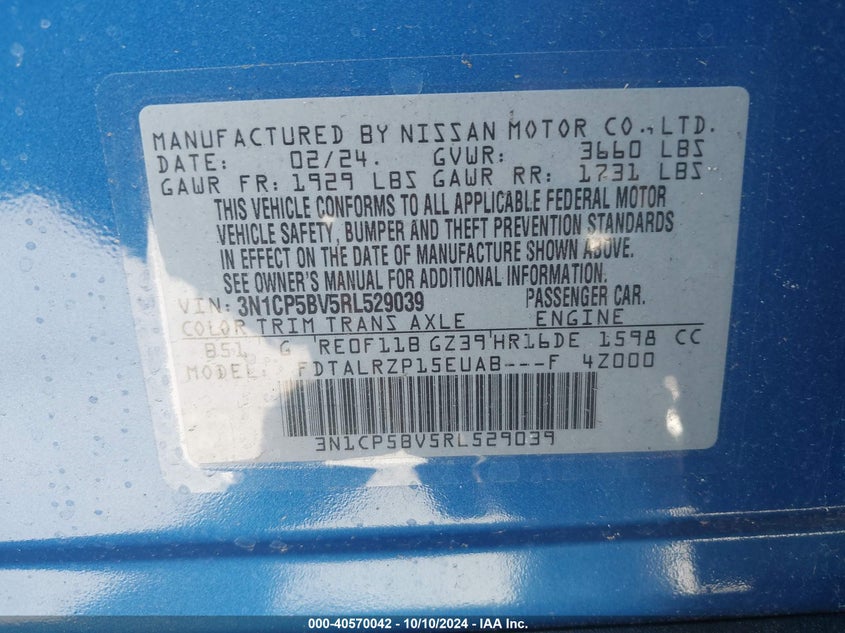 MANUFACTURED BY NISSAN MOTOR CO.,LTD.
DATE: 02/24. GVWR: 3660 LBS
GAWR FR: 1929 LBS GAWR RR: 1731 LBS
THIS VEHICLE CONFORMS TO ALL APPLICABLE FEDERAL MOTOR
VEHICLE SAFETY, BUMPER AND THEFT PREVENTION STANDARDS
IN EFFECT ON THE DATE OF MANUFACTURE SHOWN ABOVE.
SEE OWNER'S MANUAL FOR ADDITIONAL INFORMATION.
VIN: 3N1CP5BV5RL529039 PASSENGER CAR.
COLOR TRIM TRANS AXLE ENGINE
B51 G RE0F11B GZ39 HR16DE 1598 CC
MODEL: FDTALRZP15EUAB---F 4Z000
3N1CP5BV5RL529039
000-40570042 - 10/10/2024 - COPYRIGHT © 2024 IAA, Inc.